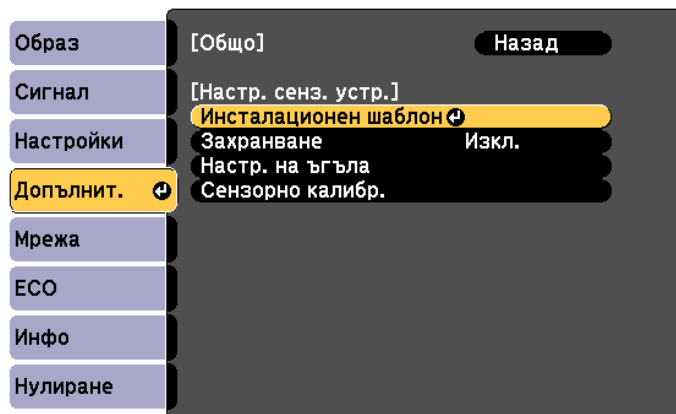 Образ
Сигнал
Настройки
Допълнит.
Мрежа
ECO
Инфо
Нулиране
[Общо] Назад
[Настр. сенз. устр.]
Инсталационен шаблон
Захранване Изкл.
Настр. на ъгъла
Сензорно калибр.